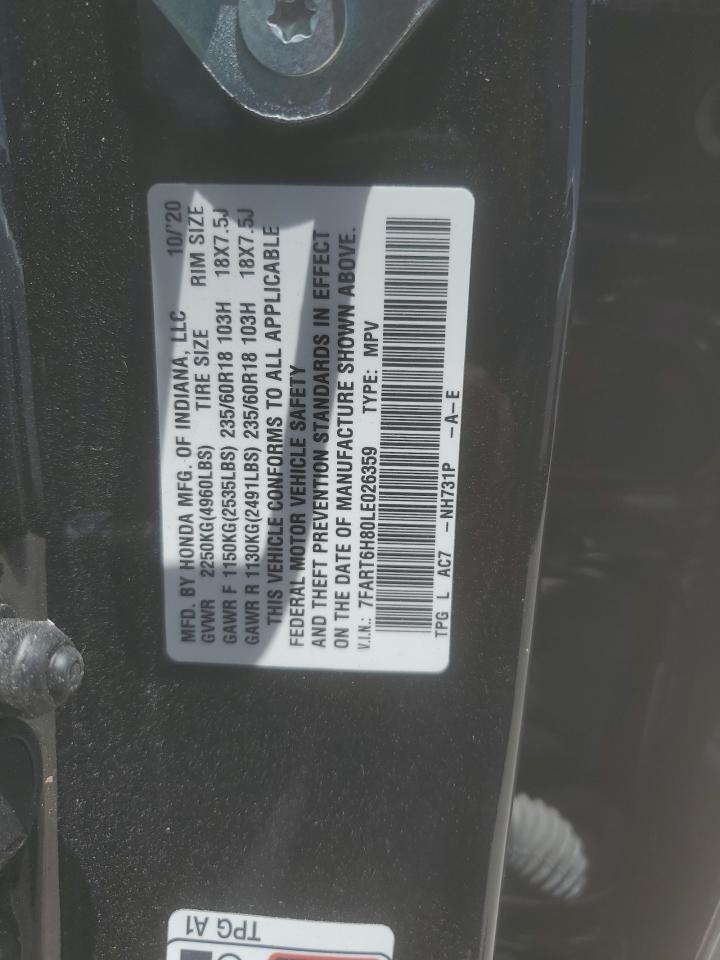 MFD. BY HONDA MFG. OF INDIANA, LLC 10/'20
GVWR 2250KG(4960LBS) TIRE SIZE RIM SIZE
GAWR F 1150KG(2535LBS) 235/60R18 103H 18X7.5J
GAWR R 1130KG(2491LBS) 235/60R18 103H 18X7.5J
THIS VEHICLE CONFORMS TO ALL APPLICABLE
FEDERAL MOTOR VEHICLE SAFETY
AND THEFT PREVENTION STANDARDS IN EFFECT
ON THE DATE OF MANUFACTURE SHOWN ABOVE.
V.I.N.: 7FART6H80LE026359 TYPE: MPV
TPG L AC7 -NH731P -A-E
TPG A1